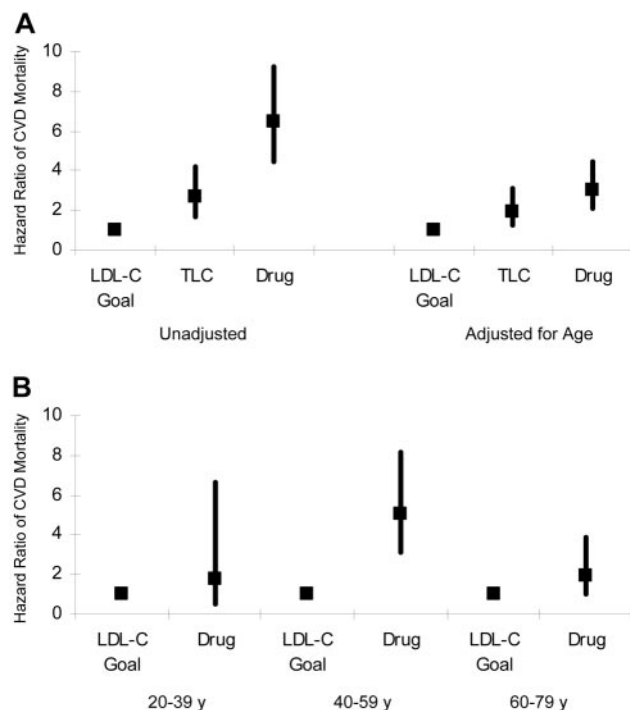 A
Hazard Ratio of CVD Mortality
10
8
6
4
2
0
LDL-C Goal
TLC
Drug
LDL-C Goal
TLC
Drug
Unadjusted
Adjusted for Age
B
Hazard Ratio of CVD Mortality
10
8
6
4
2
0
LDL-C Goal
Drug
LDL-C Goal
Drug
LDL-C Goal
Drug
20-39 y
40-59 y
60-79 y